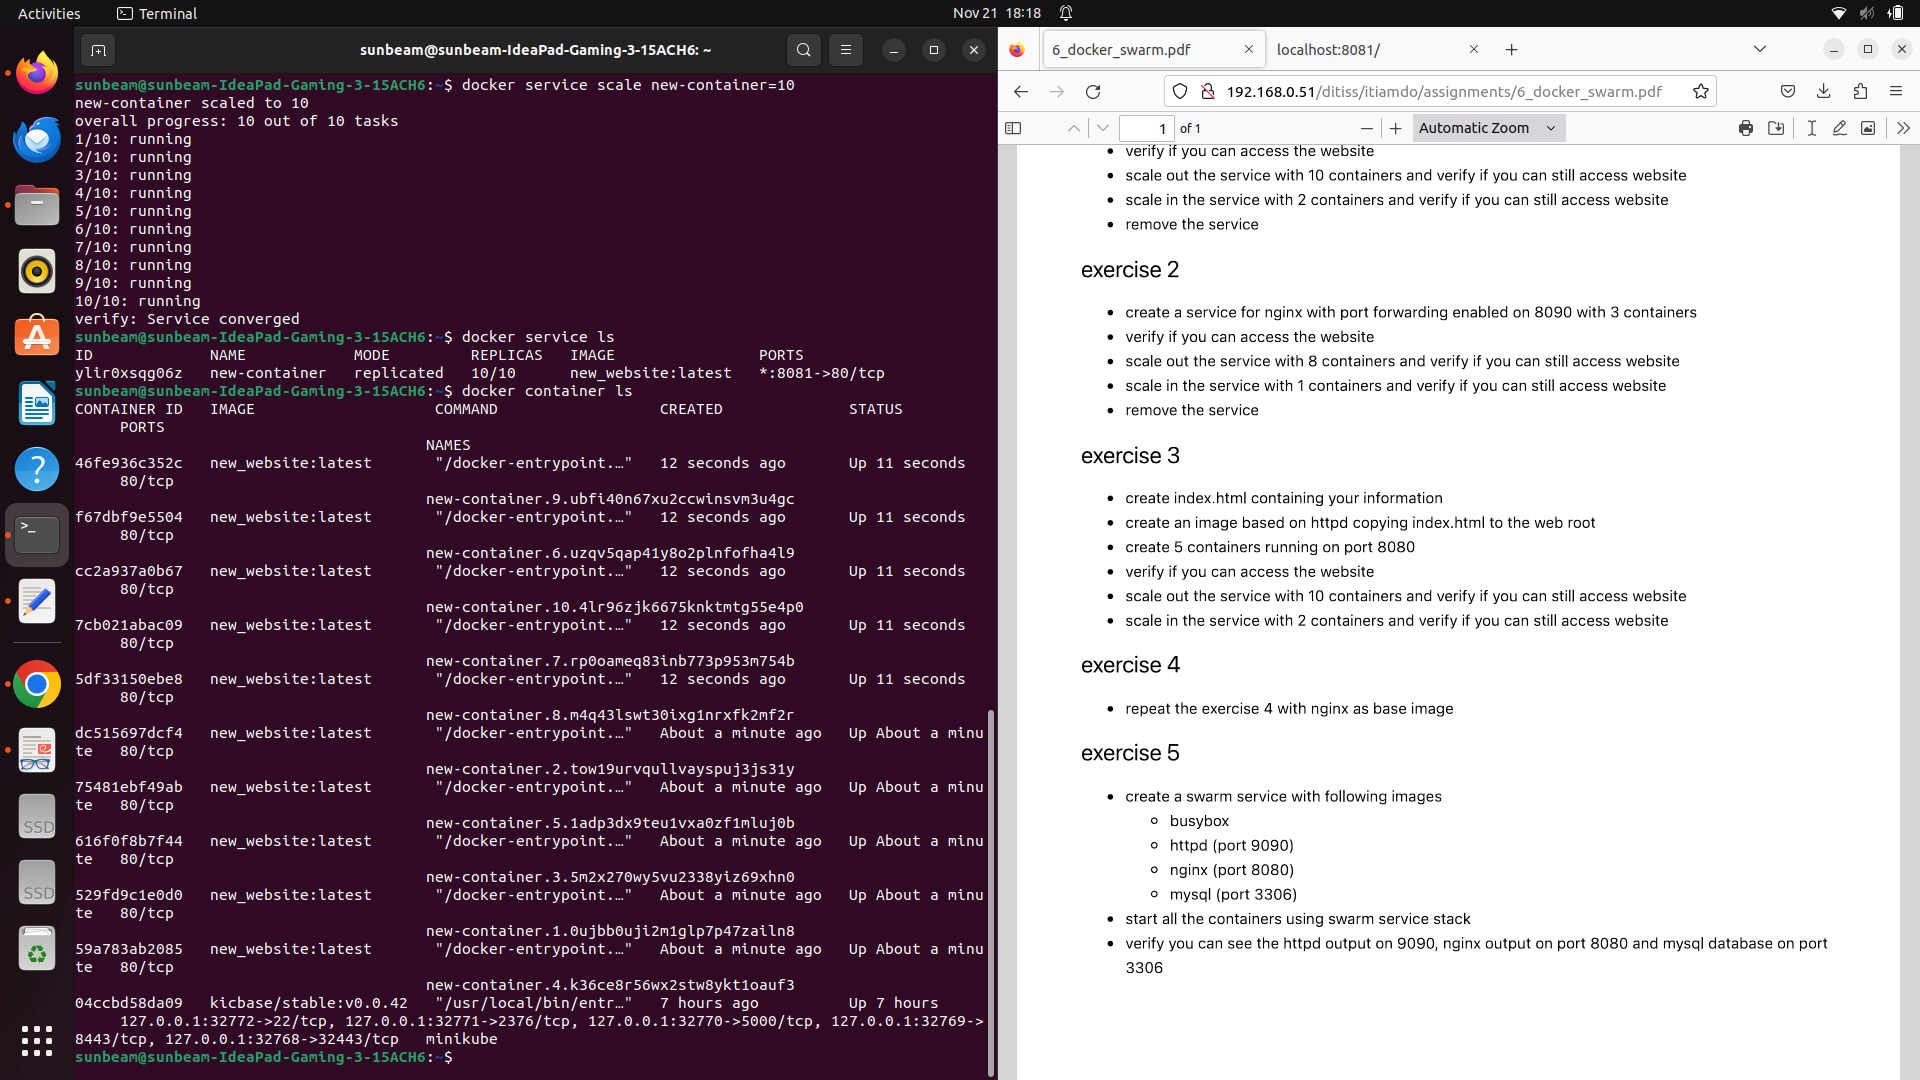 Activities
Terminal
Nov 21 18:18
sunbeam@sunbeam-IdeaPad-Gaming-3-15ACH6: ~
sunbeam@sunbeam-IdeaPad-Gaming-3-15ACH6:~$ docker service scale new-container=10
new-container scaled to 10
overall progress: 10 out of 10 tasks
1/10: running
2/10: running
3/10: running
4/10: running
5/10: running
6/10: running
7/10: running
8/10: running
9/10: running
10/10: running
verify: Service converged
sunbeam@sunbeam-IdeaPad-Gaming-3-15ACH6:~$ docker service ls
ID NAME MODE REPLICAS IMAGE PORTS
ylir0xsqg06z new-container replicated 10/10 new_website:latest *:8081->80/tcp
sunbeam@sunbeam-IdeaPad-Gaming-3-15ACH6:~$ docker container ls
CONTAINER ID IMAGE COMMAND CREATED STATUS
PORTS
NAMES
46fe936c352c new_website:latest "/docker-entrypoint.…" 12 seconds ago Up 11 seconds
80/tcp
new-container.9.ubfi40n67xu2ccwinsvm3u4gc
f67dbf9e5504 new_website:latest "/docker-entrypoint.…" 12 seconds ago Up 11 seconds
80/tcp
new-container.6.uzqv5qap41y8o2plnfofha4l9
cc2a937a0b67 new_website:latest "/docker-entrypoint.…" 12 seconds ago Up 11 seconds
80/tcp
new-container.10.4lr96zjk6675knktmtg55e4p0
7cb021abac09 new_website:latest "/docker-entrypoint.…" 12 seconds ago Up 11 seconds
80/tcp
new-container.7.rp0oameq83inb773p953m754b
5df33150ebe8 new_website:latest "/docker-entrypoint.…" 12 seconds ago Up 11 seconds
80/tcp
new-container.8.m4q43lswt30ixg1nrxfk2mf2r
dc515697dcf4 new_website:latest "/docker-entrypoint.…" About a minute ago Up About a minu
te 80/tcp
new-container.2.tow19urvqullvayspuj3js31y
75481ebf49ab new_website:latest "/docker-entrypoint.…" About a minute ago Up About a minu
te 80/tcp
new-container.5.1adp3dx9teu1vxa0zf1mluj0b
616f0f8b7f44 new_website:latest "/docker-entrypoint.…" About a minute ago Up About a minu
te 80/tcp
new-container.3.5m2x270wy5vu2338yiz69xhn0
529fd9c1e0d0 new_website:latest "/docker-entrypoint.…" About a minute ago Up About a minu
te 80/tcp
new-container.1.0ujbb0uji2m1glp7p47zailn8
59a783ab2085 new_website:latest "/docker-entrypoint.…" About a minute ago Up About a minu
te 80/tcp
new-container.4.k36ce8r56wx2stw8ykt1oauf3
04ccbd58da09 kicbase/stable:v0.0.42 "/usr/local/bin/entr…" 7 hours ago Up 7 hours
127.0.0.1:32772->22/tcp, 127.0.0.1:32771->2376/tcp, 127.0.0.1:32770->5000/tcp, 127.0.0.1:32769->
8443/tcp, 127.0.0.1:32768->32443/tcp minikube
sunbeam@sunbeam-IdeaPad-Gaming-3-15ACH6:~$
SSD
SSD
6_docker_swarm.pdf
localhost:8081/
192.168.0.51/ditiss/itiamdo/assignments/6_docker_swarm.pdf
1 of 1
Automatic Zoom
• verify if you can access the website
• scale out the service with 10 containers and verify if you can still access website
• scale in the service with 2 containers and verify if you can still access website
• remove the service
exercise 2
• create a service for nginx with port forwarding enabled on 8090 with 3 containers
• verify if you can access the website
• scale out the service with 8 containers and verify if you can still access website
• scale in the service with 1 containers and verify if you can still access website
• remove the service
exercise 3
• create index.html containing your information
• create an image based on httpd copying index.html to the web root
• create 5 containers running on port 8080
• verify if you can access the website
• scale out the service with 10 containers and verify if you can still access website
• scale in the service with 2 containers and verify if you can still access website
exercise 4
• repeat the exercise 4 with nginx as base image
exercise 5
• create a swarm service with following images
◦ busybox
◦ httpd (port 9090)
◦ nginx (port 8080)
◦ mysql (port 3306)
• start all the containers using swarm service stack
• verify you can see the httpd output on 9090, nginx output on port 8080 and mysql database on port
3306